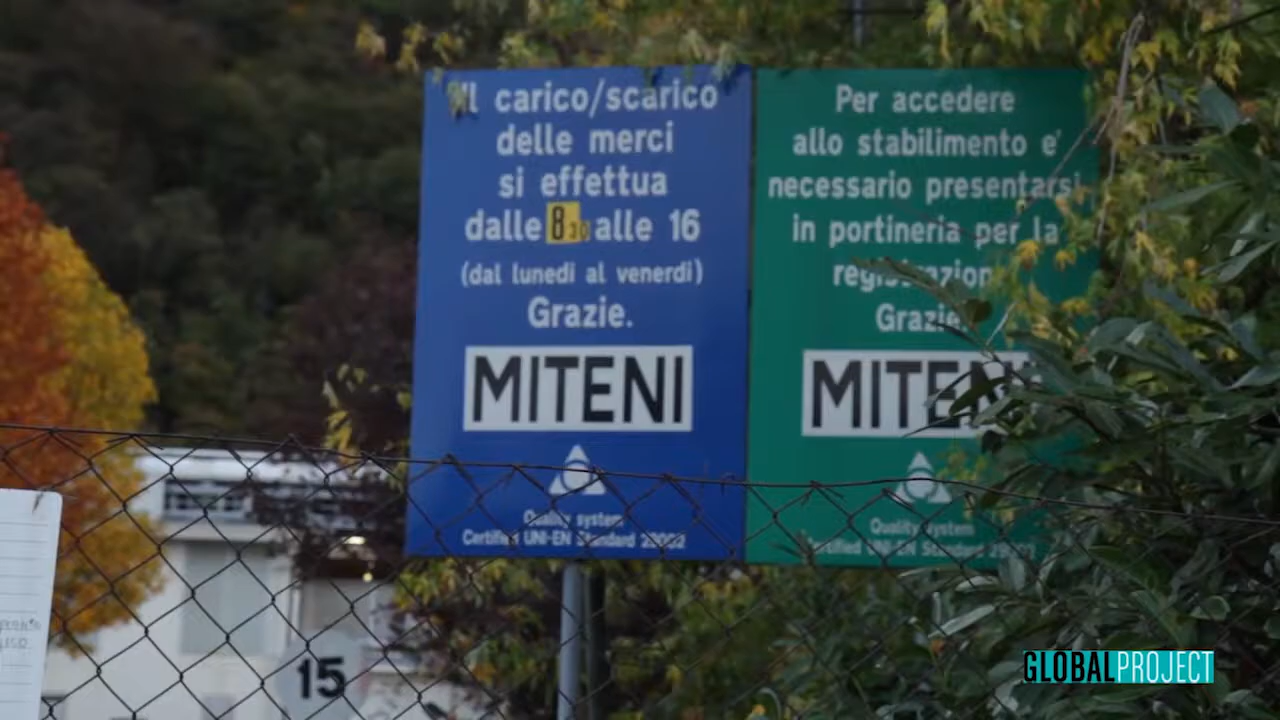 Il carico/scarico
delle merci
si effettua
dalle 8 30 alle 16
(dal lunedì al venerdì)
Grazie.
MITENI
Quality system
Certified UNI-EN Standard 29002
Per accedere
allo stabilimento e'
necessario presentarsi
in portineria per la
registrazion
Grazie.
MITENI
Quality system
Certified UNI-EN Standard
15
GLOBALPROJECT